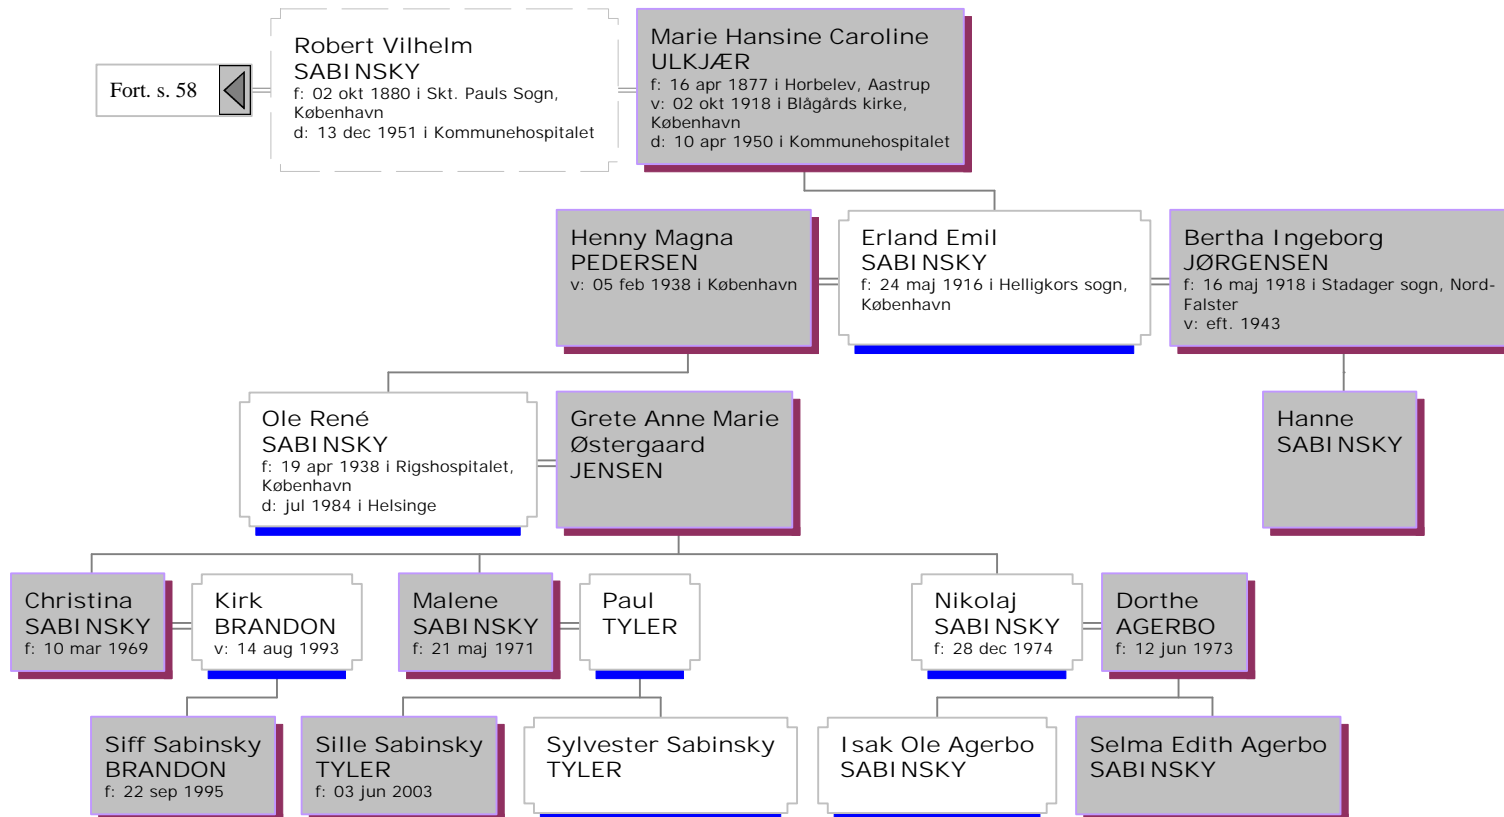 Fort. s. 58
Robert Vilhelm
SABINSKY
f: 02 okt 1880 i Skt. Pauls Sogn,
København
d: 13 dec 1951 i Kommunehospitalet
Marie Hansine Caroline
ULKJÆR
f: 16 apr 1877 i Horbelev, Aastrup
v: 02 okt 1918 i Blågårds kirke,
København
d: 10 apr 1950 i Kommunehospitalet
Henny Magna
PEDERSEN
v: 05 feb 1938 i København
Erland Emil
SABINSKY
f: 24 maj 1916 i Helligkors sogn,
København
Bertha Ingeborg
JØRGENSEN
f: 16 maj 1918 i Stadager sogn, Nord-
Falster
v: eft. 1943
Ole René
SABINSKY
f: 19 apr 1938 i Rigshospitalet,
København
d: jul 1984 i Helsinge
Grete Anne Marie
Østergaard
JENSEN
Hanne
SABINSKY
Christina
SABINSKY
f: 10 mar 1969
Kirk
BRANDON
v: 14 aug 1993
Malene
SABINSKY
f: 21 maj 1971
Paul
TYLER
Nikolaj
SABINSKY
f: 28 dec 1974
Dorthe
AGERBO
f: 12 jun 1973
Siff Sabinsky
BRANDON
f: 22 sep 1995
Sille Sabinsky
TYLER
f: 03 jun 2003
Sylvester Sabinsky
TYLER
Isak Ole Agerbo
SABINSKY
Selma Edith Agerbo
SABINSKY